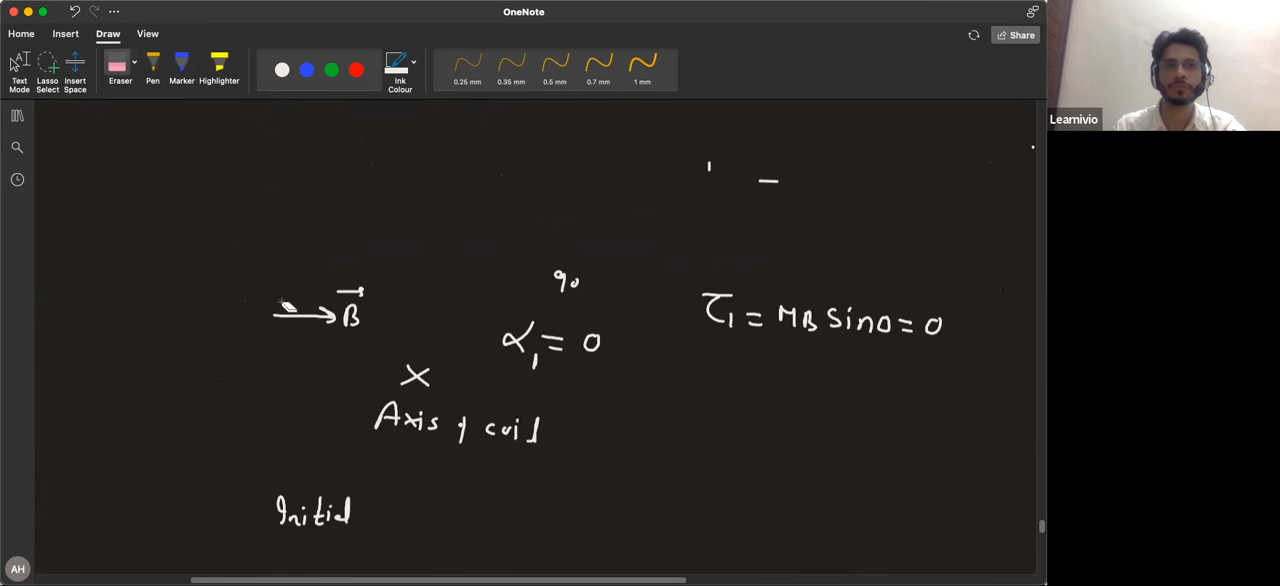 OneNote
Home Insert Draw View
Share
Text Mode
Lasso Select
Insert Space
Eraser
Pen
Marker
Highlighter
Ink Colour
0.25 mm
0.35 mm
0.5 mm
0.7 mm
1 mm
Learnivio
90
B⃗
τ₁ = MB Sin0 = 0
α₁ = 0
X
Axis of coil
Initial
AH